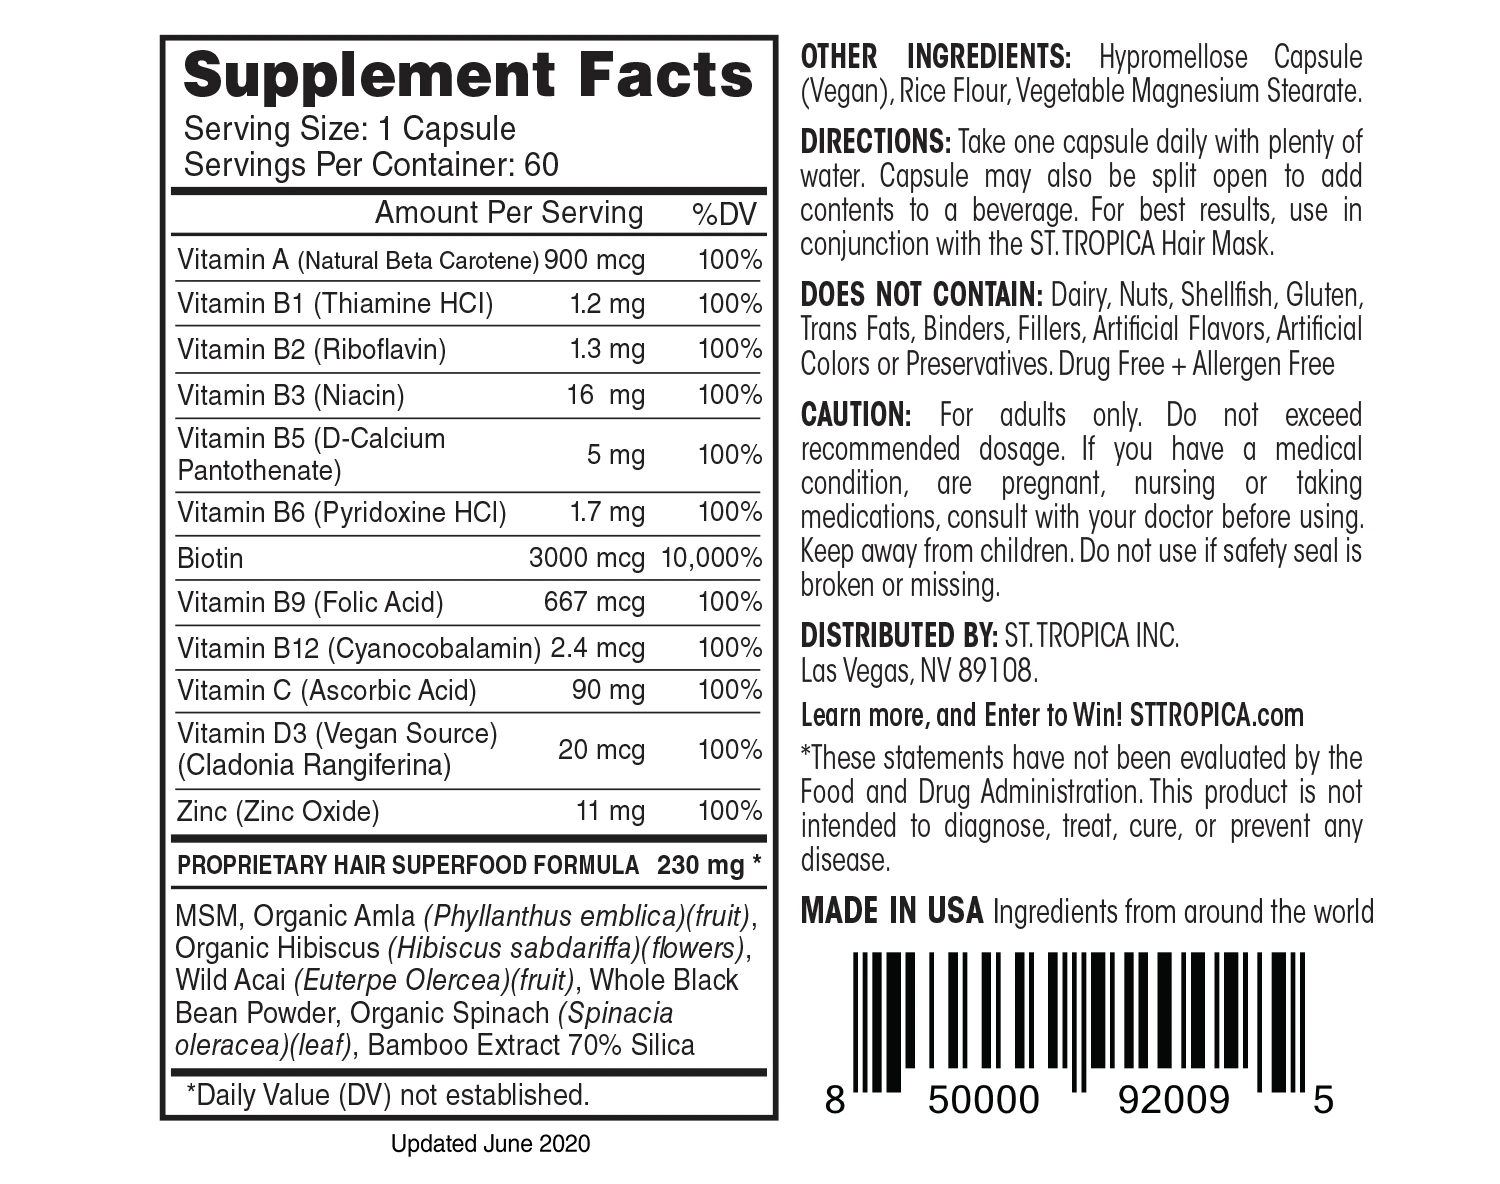 Supplement Facts
Serving Size: 1 Capsule
Servings Per Container: 60
Amount Per Serving %DV
Vitamin A (Natural Beta Carotene) 900 mcg 100%
Vitamin B1 (Thiamine HCl) 1.2 mg 100%
Vitamin B2 (Riboflavin) 1.3 mg 100%
Vitamin B3 (Niacin) 16 mg 100%
Vitamin B5 (D-Calcium
Pantothenate) 5 mg 100%
Vitamin B6 (Pyridoxine HCl) 1.7 mg 100%
Biotin 3000 mcg 10,000%
Vitamin B9 (Folic Acid) 667 mcg 100%
Vitamin B12 (Cyanocobalamin) 2.4 mcg 100%
Vitamin C (Ascorbic Acid) 90 mg 100%
Vitamin D3 (Vegan Source)
(Cladonia Rangiferina) 20 mcg 100%
Zinc (Zinc Oxide) 11 mg 100%
PROPRIETARY HAIR SUPERFOOD FORMULA 230 mg *
MSM, Organic Amla (Phyllanthus emblica)(fruit),
Organic Hibiscus (Hibiscus sabdariffa)(flowers),
Wild Acai (Euterpe Olercea)(fruit), Whole Black
Bean Powder, Organic Spinach (Spinacia
oleracea)(leaf), Bamboo Extract 70% Silica
*Daily Value (DV) not established.
Updated June 2020
OTHER INGREDIENTS: Hypromellose Capsule
(Vegan), Rice Flour, Vegetable Magnesium Stearate.
DIRECTIONS: Take one capsule daily with plenty of
water. Capsule may also be split open to add
contents to a beverage. For best results, use in
conjunction with the ST. TROPICA Hair Mask.
DOES NOT CONTAIN: Dairy, Nuts, Shellfish, Gluten,
Trans Fats, Binders, Fillers, Artificial Flavors, Artificial
Colors or Preservatives. Drug Free + Allergen Free
CAUTION: For adults only. Do not exceed
recommended dosage. If you have a medical
condition, are pregnant, nursing or taking
medications, consult with your doctor before using.
Keep away from children. Do not use if safety seal is
broken or missing.
DISTRIBUTED BY: ST. TROPICA INC.
Las Vegas, NV 89108.
Learn more, and Enter to Win! STTROPICA.com
*These statements have not been evaluated by the
Food and Drug Administration. This product is not
intended to diagnose, treat, cure, or prevent any
disease.
MADE IN USA Ingredients from around the world
8 50000 92009 5